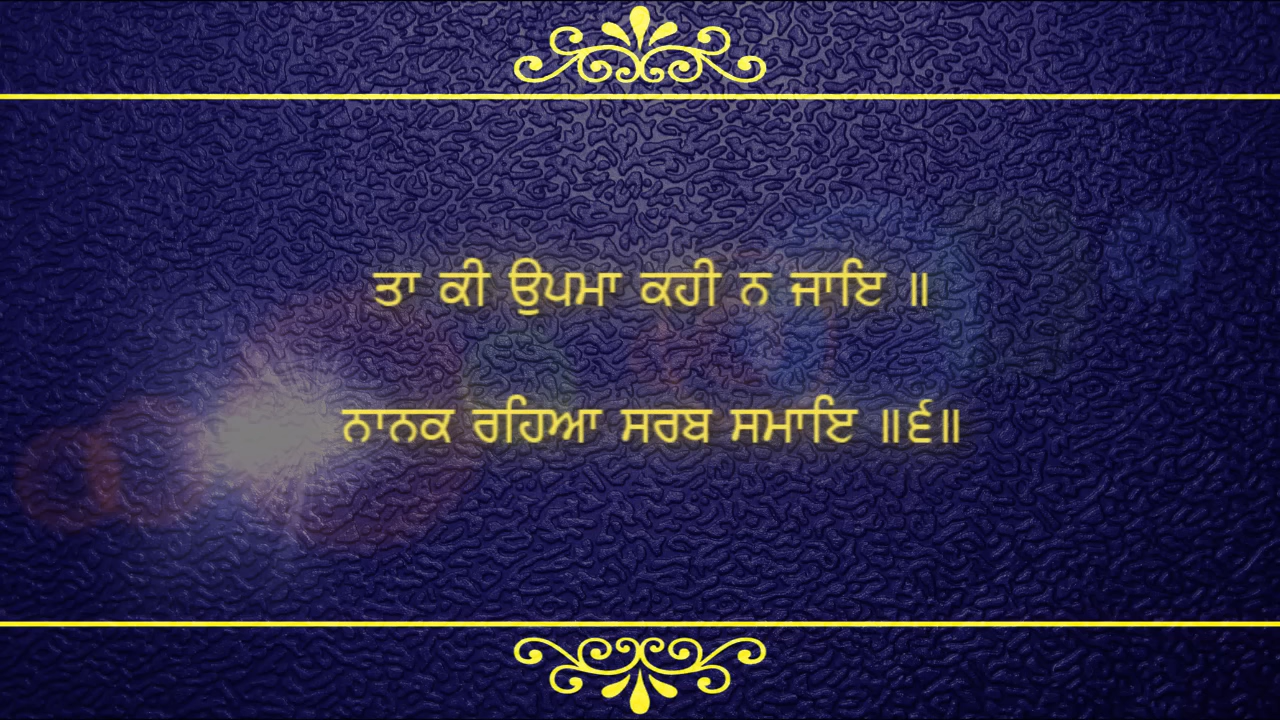 ਤਾ ਕੀ ਉਪਮਾ ਕਹੀ ਨ ਜਾਇ ॥
ਨਾਨਕ ਰਹਿਆ ਸਰਬ ਸਮਾਇ ॥੬॥